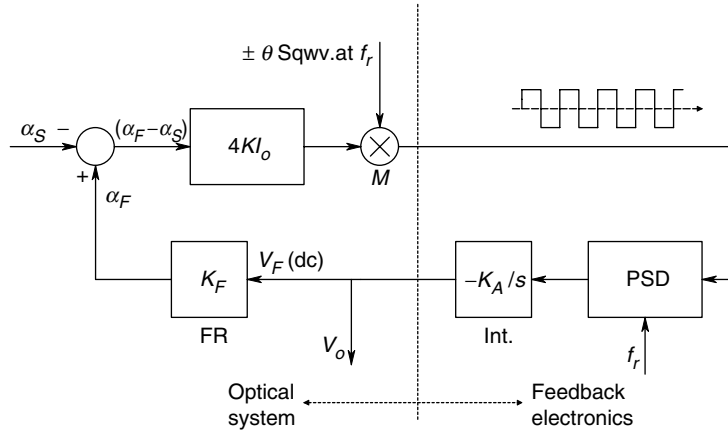 ± θ Sqwv.at f_r
α_S − (α_F−α_S)
4KI_o
M
+
α_F
V_F (dc)
K_F
−K_A/s
PSD
FR
V_o
Int.
f_r
Optical system
Feedback electronics